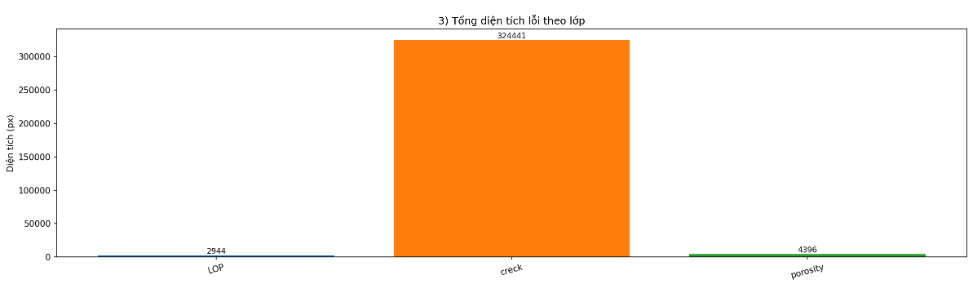 3) Tổng diện tích lỗi theo lớp
324441
300000
250000
200000
150000
100000
50000
0
Diện tích (px)
2944
4396
LOP
creck
porosity